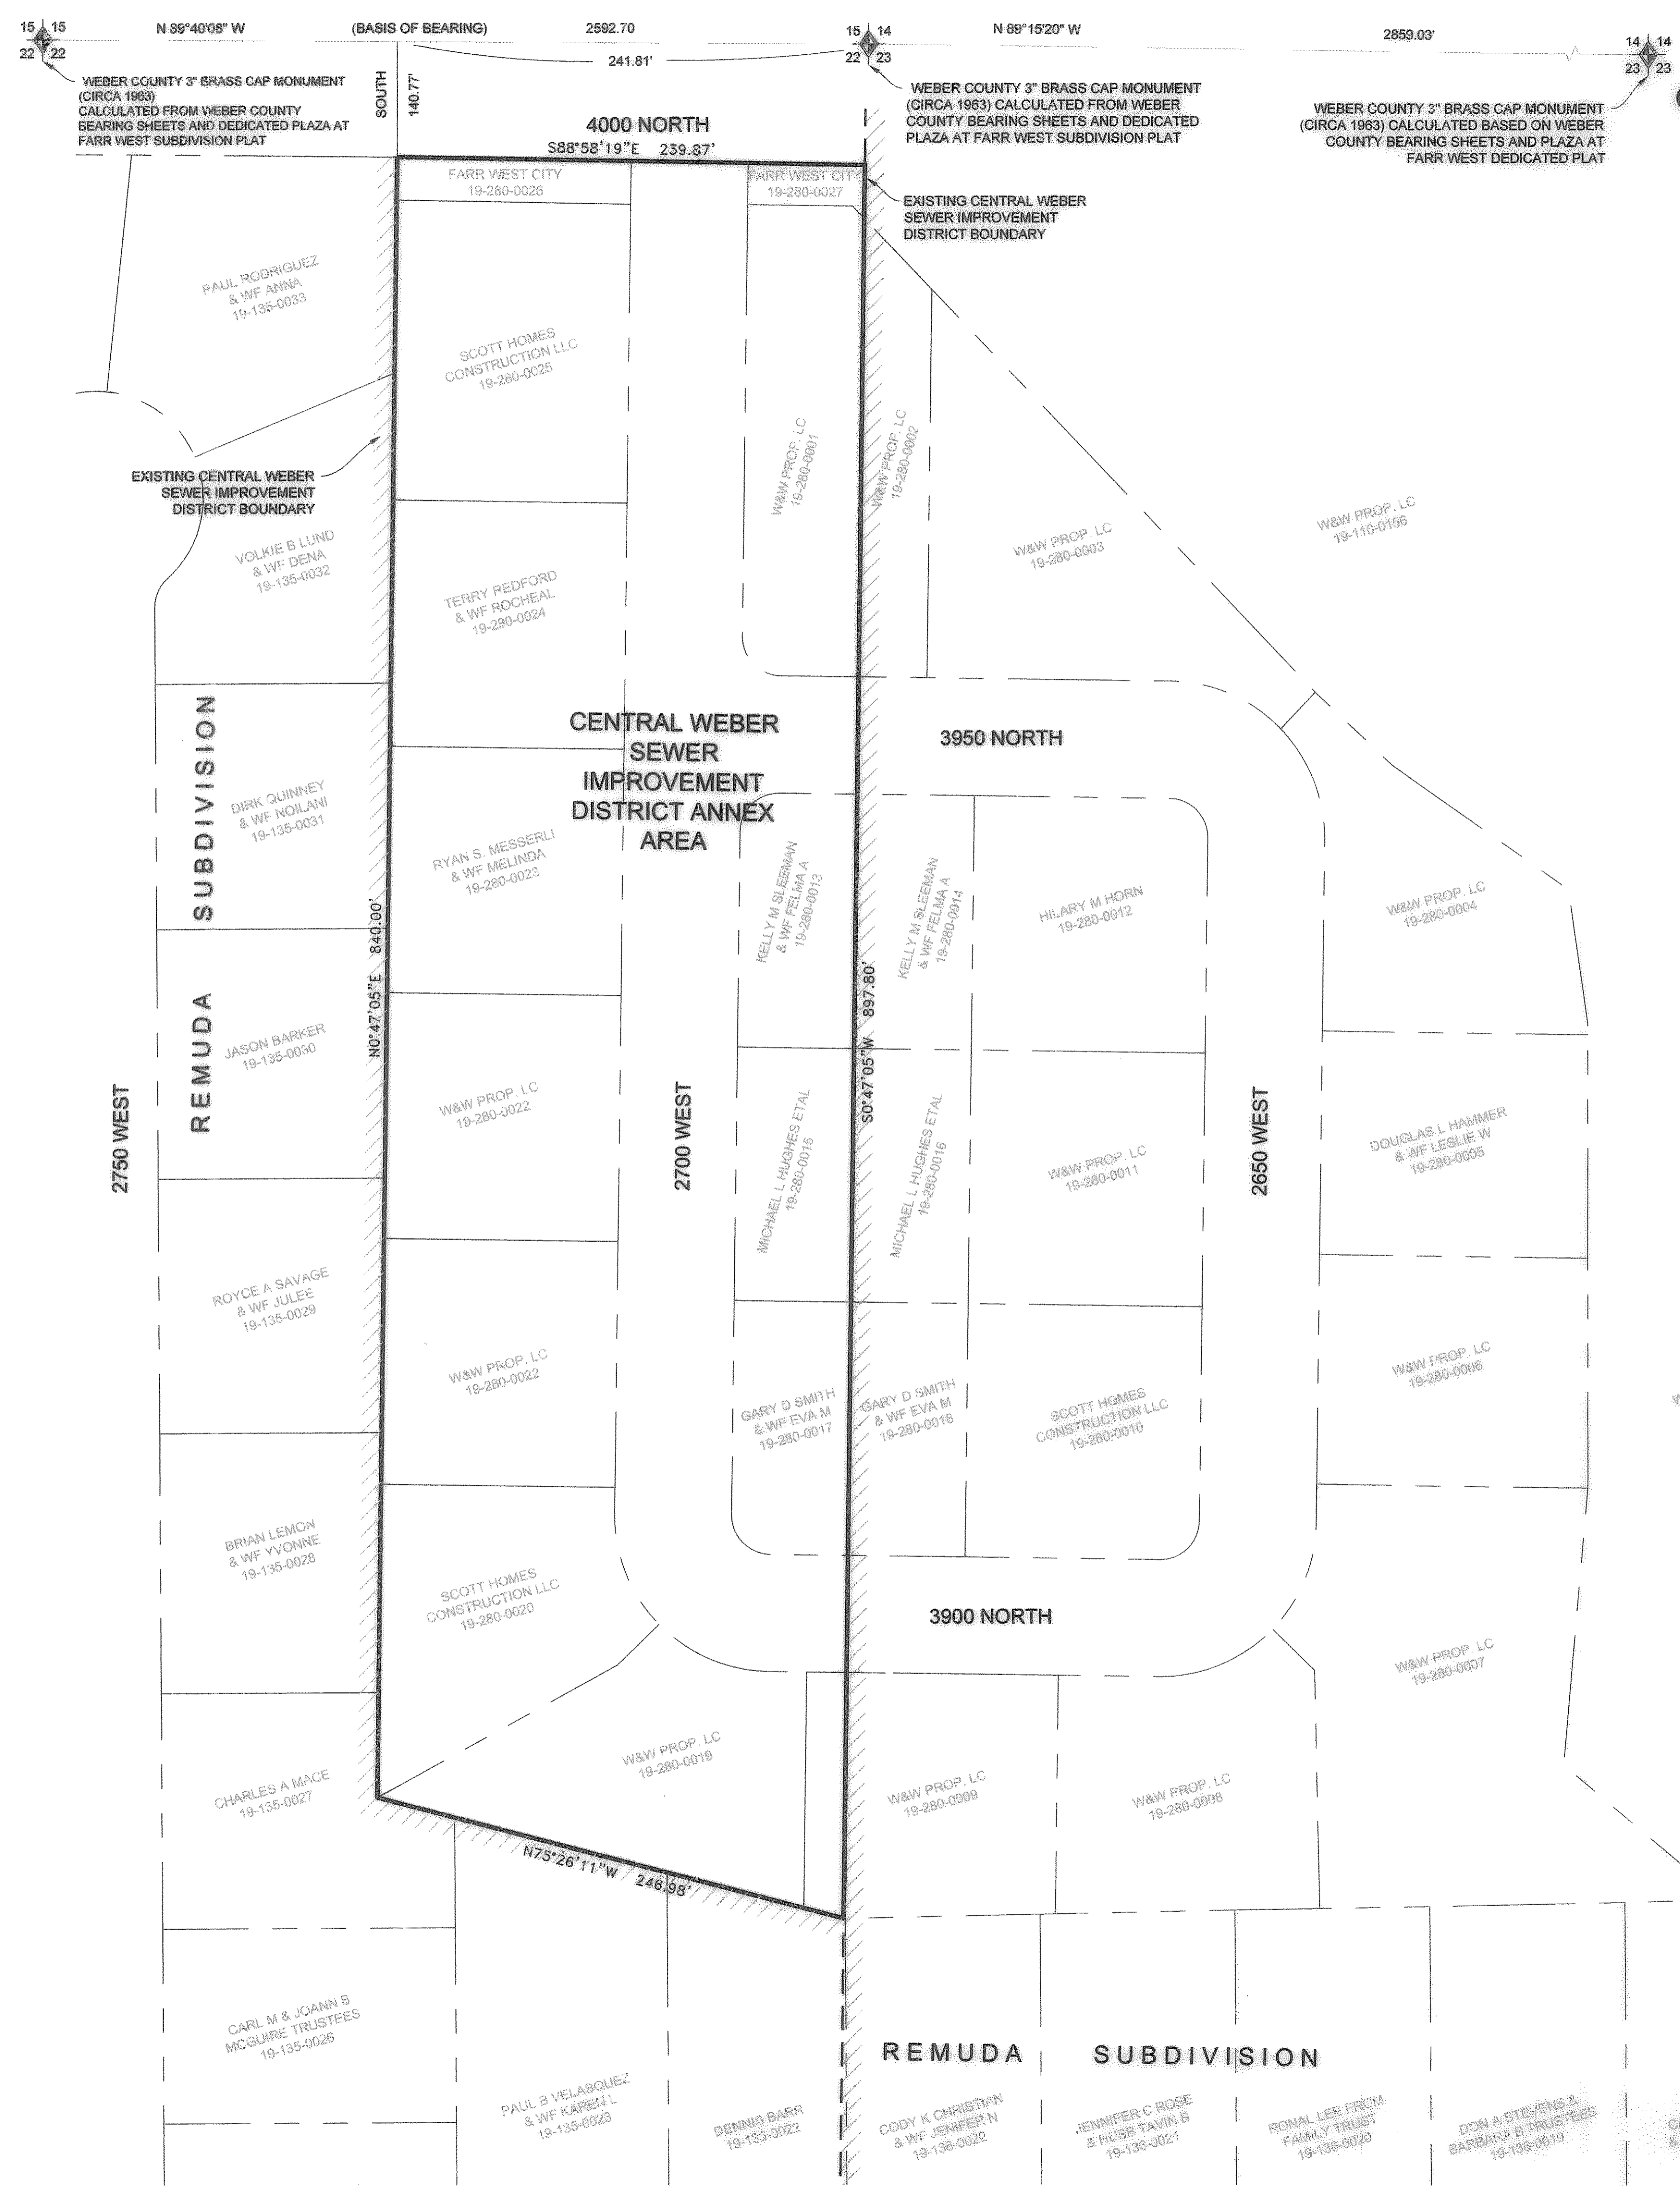 15 15
22 22
N 89°40'08" W
(BASIS OF BEARING)
2592.70
15 14
22 23
N 89°15'20" W
2859.03'
14 14
23 23
241.81'
SOUTH
140.77'
WEBER COUNTY 3" BRASS CAP MONUMENT
(CIRCA 1963)
CALCULATED FROM WEBER COUNTY
BEARING SHEETS AND DEDICATED PLAZA AT
FARR WEST SUBDIVISION PLAT
WEBER COUNTY 3" BRASS CAP MONUMENT
(CIRCA 1963) CALCULATED FROM WEBER
COUNTY BEARING SHEETS AND DEDICATED
PLAZA AT FARR WEST SUBDIVISION PLAT
WEBER COUNTY 3" BRASS CAP MONUMENT
(CIRCA 1963) CALCULATED BASED ON WEBER
COUNTY BEARING SHEETS AND PLAZA AT
FARR WEST DEDICATED PLAT
4000 NORTH
S88°58'19"E 239.87'
FARR WEST CITY
19-280-0026
FARR WEST CITY
19-280-0027
EXISTING CENTRAL WEBER
SEWER IMPROVEMENT
DISTRICT BOUNDARY
PAUL RODRIGUEZ
& WF ANNA
19-135-0033
SCOTT HOMES
CONSTRUCTION LLC
19-280-0025
W&W PROP. LC
19-280-0001
W&W PROP. LC
19-280-0002
EXISTING CENTRAL WEBER
SEWER IMPROVEMENT
DISTRICT BOUNDARY
VOLKIE B LUND
& WF DENA
19-135-0032
W&W PROP. LC
19-280-0003
W&W PROP. LC
19-110-0156
TERRY REDFORD
& WF ROCHEAL
19-280-0024
CENTRAL WEBER
SEWER
IMPROVEMENT
DISTRICT ANNEX
AREA
3950 NORTH
REMUDA SUBDIVISION
DIRK QUINNEY
& WF NOILANI
19-135-0031
RYAN S. MESSERLI
& WF MELINDA
19-280-0023
KELLY M SLEEMAN
& WF FELMA A
19-280-0013
KELLY M SLEEMAN
& WF FELMA A
19-280-0014
HILARY M HORN
19-280-0012
W&W PROP. LC
19-280-0004
N0°47'05"E 840.00'
S0°47'05"W 897.80'
JASON BARKER
19-135-0030
W&W PROP. LC
19-280-0022
2750 WEST
2700 WEST
2650 WEST
MICHAEL L HUGHES ETAL
19-280-0015
MICHAEL L HUGHES ETAL
19-280-0016
W&W PROP. LC
19-280-0011
DOUGLAS L HAMMER
& WF LESLIE W
19-280-0005
ROYCE A SAVAGE
& WF JULEE
19-135-0029
W&W PROP. LC
19-280-0022
GARY D SMITH
& WF EVA M
19-280-0017
GARY D SMITH
& WF EVA M
19-280-0018
SCOTT HOMES
CONSTRUCTION LLC
19-280-0010
W&W PROP. LC
19-280-0006
BRIAN LEMON
& WF YVONNE
19-135-0028
SCOTT HOMES
CONSTRUCTION LLC
19-280-0020
3900 NORTH
W&W PROP. LC
19-280-0007
CHARLES A MACE
19-135-0027
W&W PROP. LC
19-280-0019
W&W PROP. LC
19-280-0009
W&W PROP. LC
19-280-0008
N75°26'11"W 246.98'
CARL M & JOANN B
MCGUIRE TRUSTEES
19-135-0026
REMUDA SUBDIVISION
PAUL B VELASQUEZ
& WF KAREN L
19-135-0023
DENNIS BARR
19-135-0022
CODY K CHRISTIAN
& WF JENIFER N
19-136-0022
JENNIFER C ROSE
& HUSB TAVIN B
19-136-0021
RONAL LEE FROM
FAMILY TRUST
19-136-0020
DON A STEVENS &
BARBARA B TRUSTEES
19-136-0019